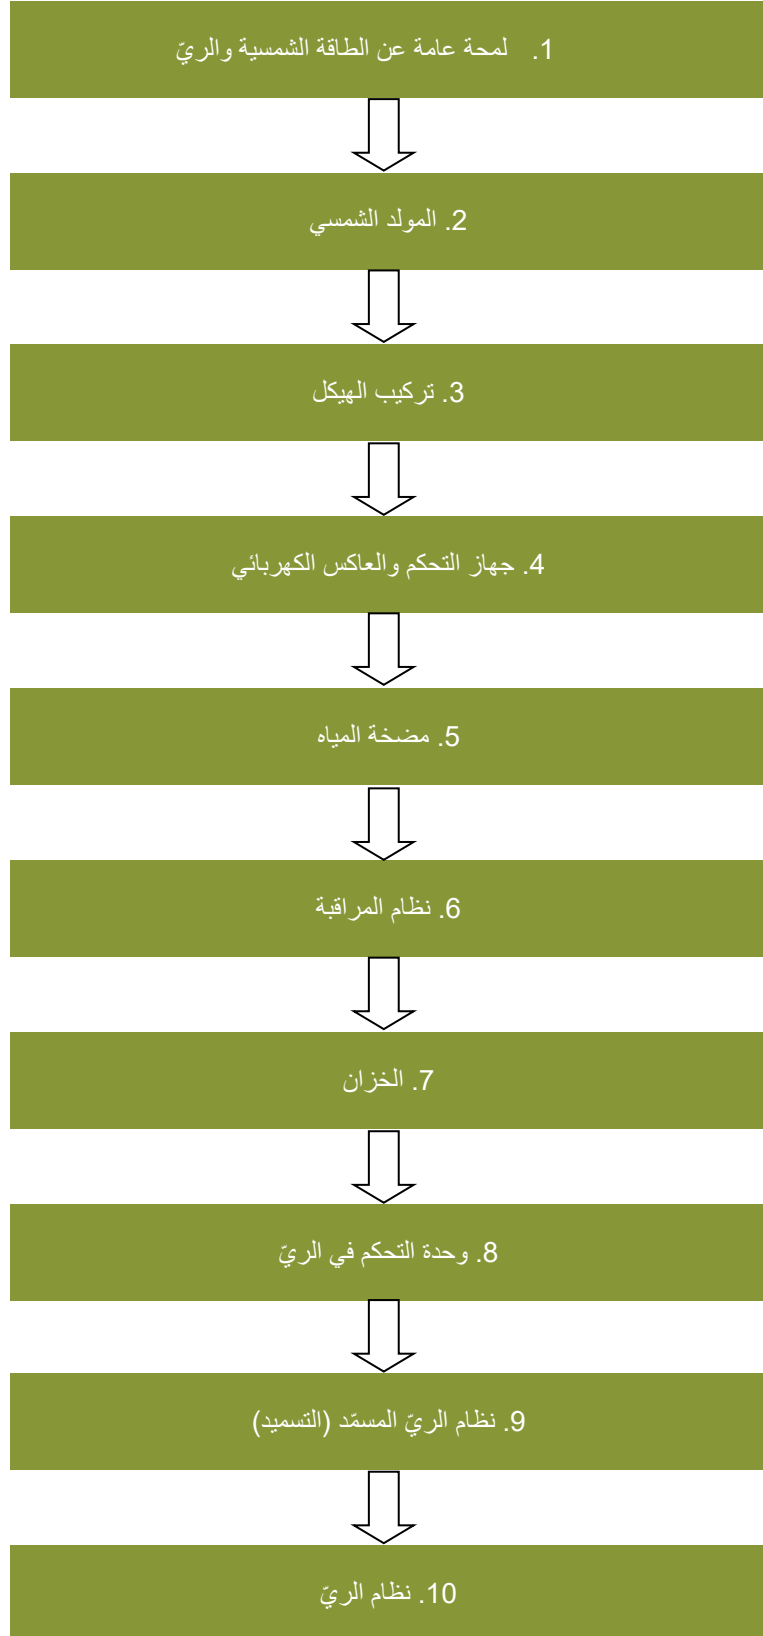 1. لمحة عامة عن الطاقة الشمسية والريّ
2. المولد الشمسي
3. تركيب الهيكل
4. جهاز التحكم والعاكس الكهربائي
5. مضخة المياه
6. نظام المراقبة
7. الخزان
8. وحدة التحكم في الريّ
9. نظام الريّ المسمّد (التسميد)
10. نظام الريّ